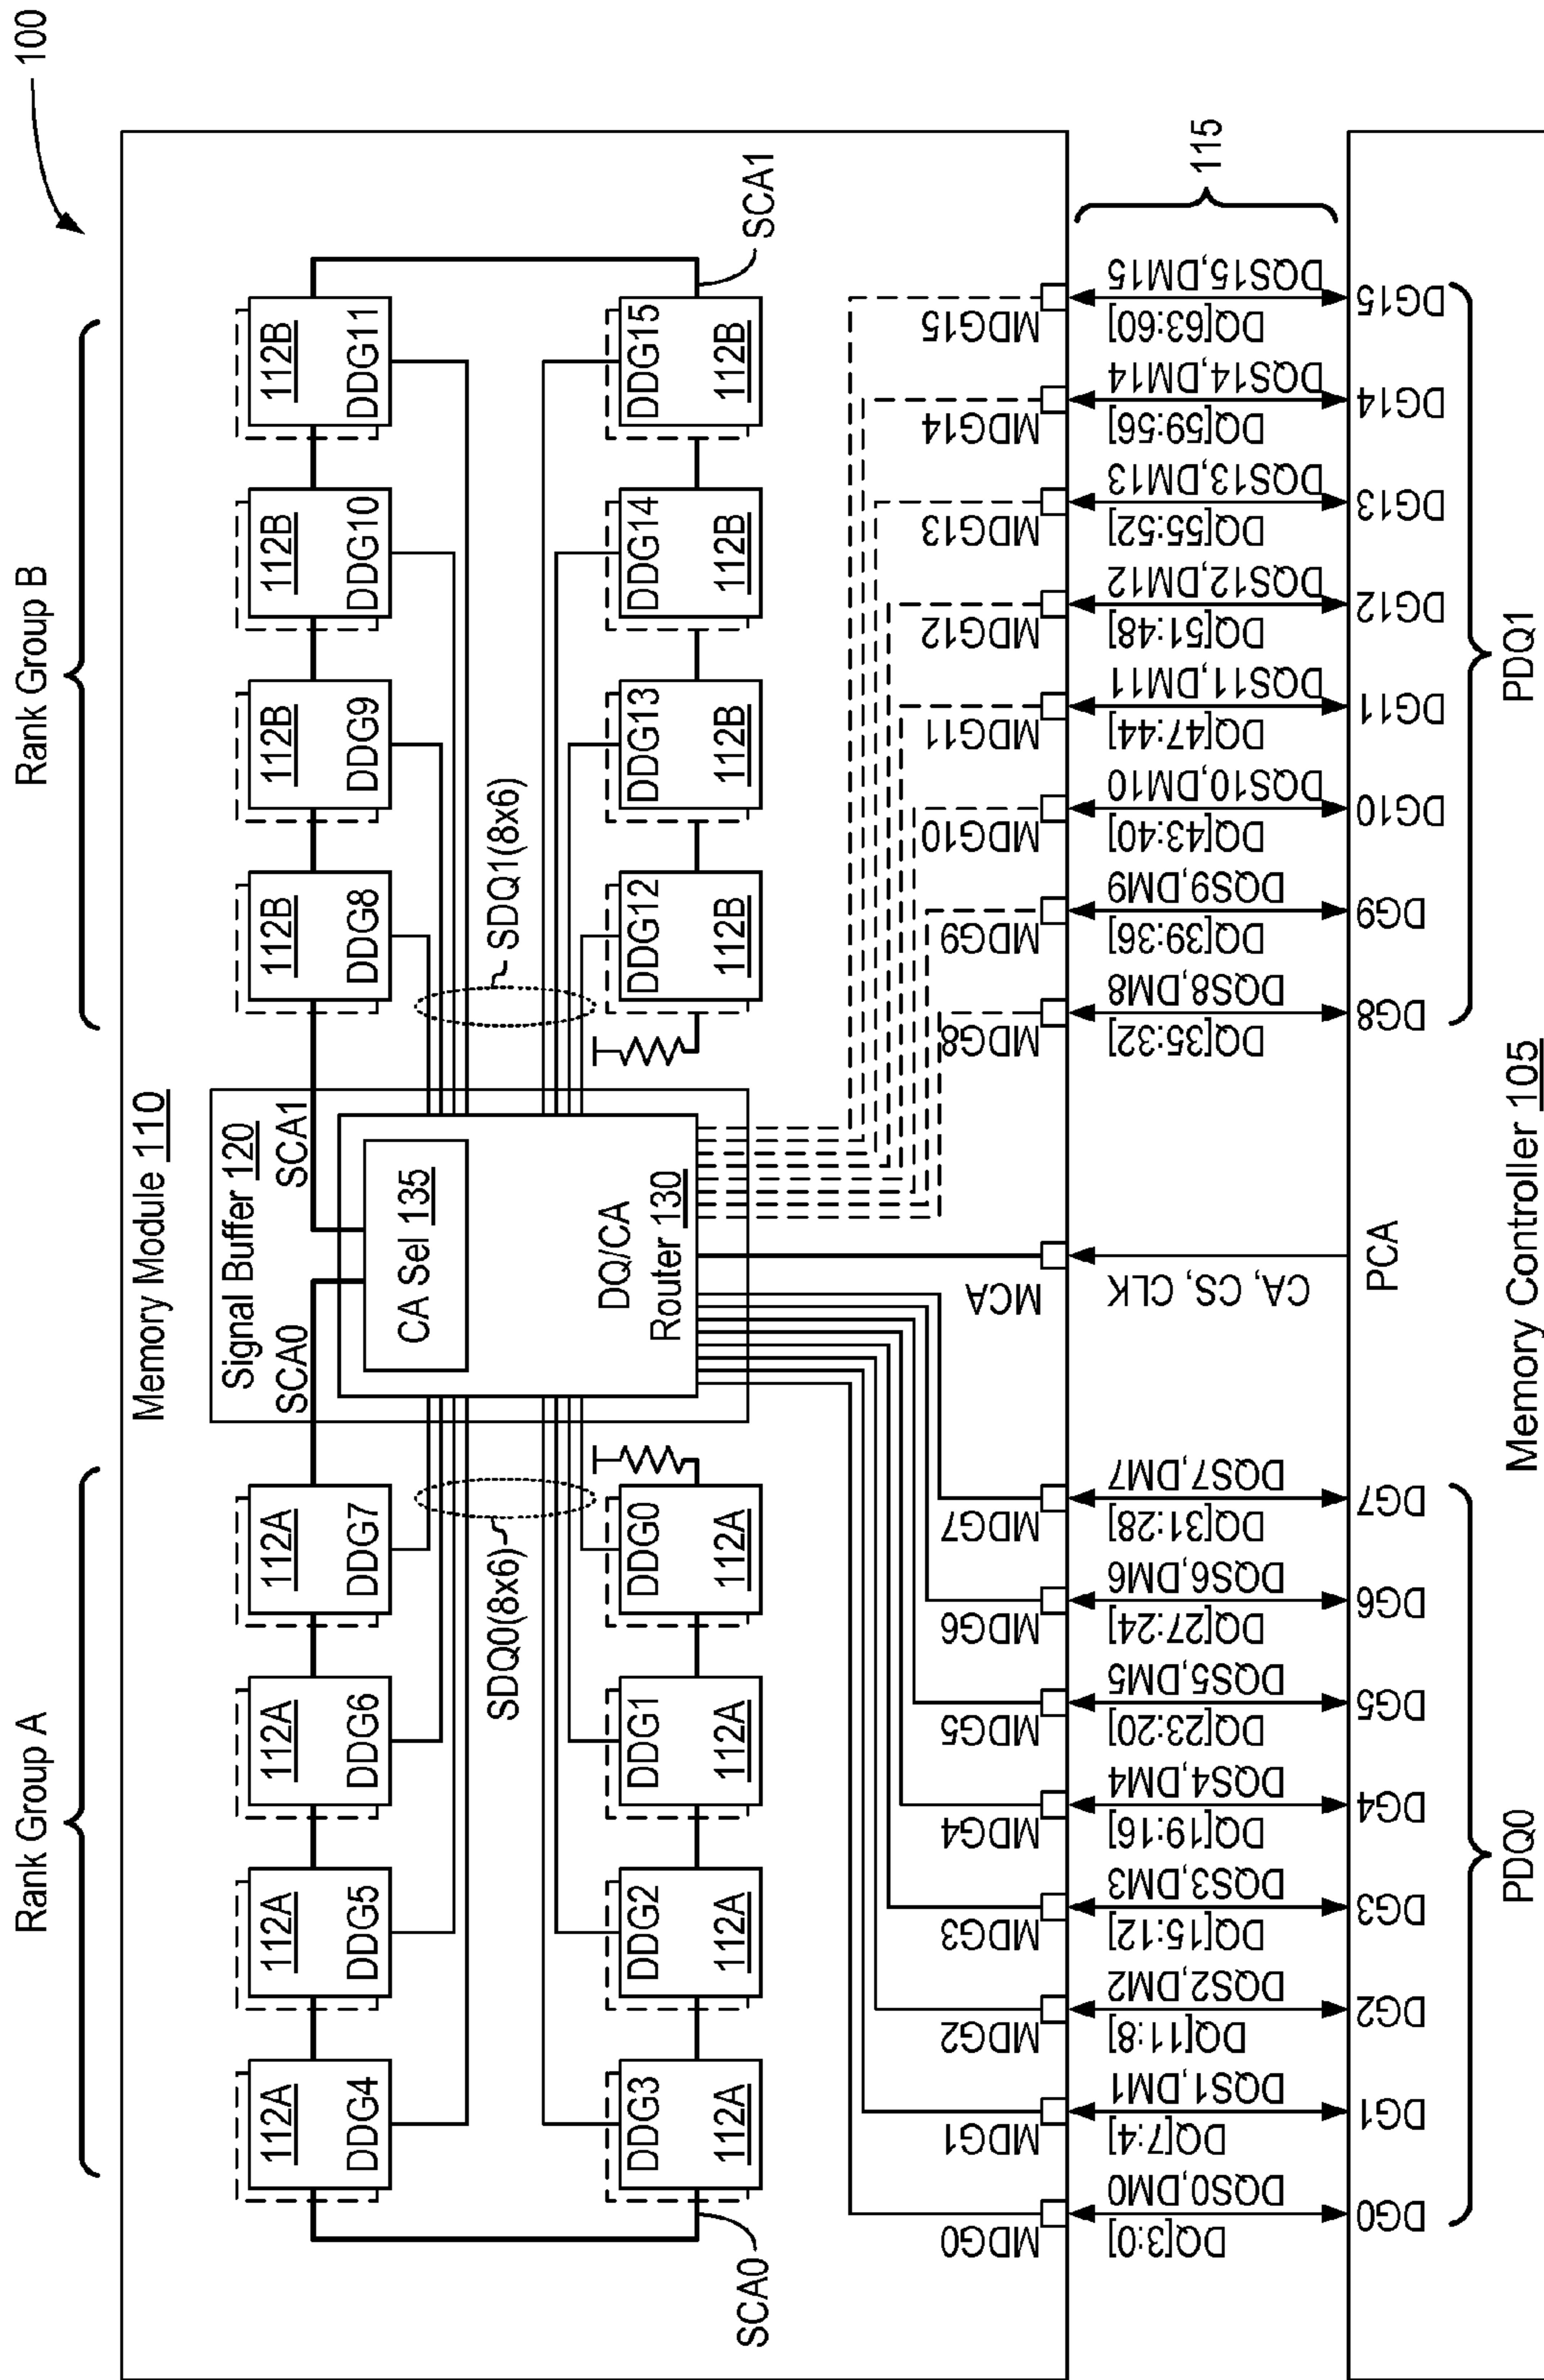 100
Rank Group A
Rank Group B
Memory Module 110
Signal Buffer 120
SCA0
SCA1
CA Sel 135
DQ/CA
Router 130
112A
DDG4
112A
DDG5
112A
DDG6
112A
DDG7
112B
DDG8
112B
DDG9
112B
DDG10
112B
DDG11
SDQ0(8x6)
SDQ1(8x6)
DDG3
112A
DDG2
112A
DDG1
112A
DDG0
112A
DDG12
112B
DDG13
112B
DDG14
112B
DDG15
112B
SCA0
SCA1
MDG0
MDG1
MDG2
MDG3
MDG4
MDG5
MDG6
MDG7
MCA
MDG8
MDG9
MDG10
MDG11
MDG12
MDG13
MDG14
MDG15
DQ[3:0]
DQS0,DM0
DQ[7:4]
DQS1,DM1
DQ[11:8]
DQS2,DM2
DQ[15:12]
DQS3,DM3
DQ[19:16]
DQS4,DM4
DQ[23:20]
DQS5,DM5
DQ[27:24]
DQS6,DM6
DQ[31:28]
DQS7,DM7
CA, CS, CLK
DQ[35:32]
DQS8,DM8
DQ[39:36]
DQS9,DM9
DQ[43:40]
DQS10,DM10
DQ[47:44]
DQS11,DM11
DQ[51:48]
DQS12,DM12
DQ[55:52]
DQS13,DM13
DQ[59:56]
DQS14,DM14
DQ[63:60]
DQS15,DM15
115
DG0
DG1
DG2
DG3
DG4
DG5
DG6
DG7
PCA
DG8
DG9
DG10
DG11
DG12
DG13
DG14
DG15
PDQ0
PDQ1
Memory Controller 105